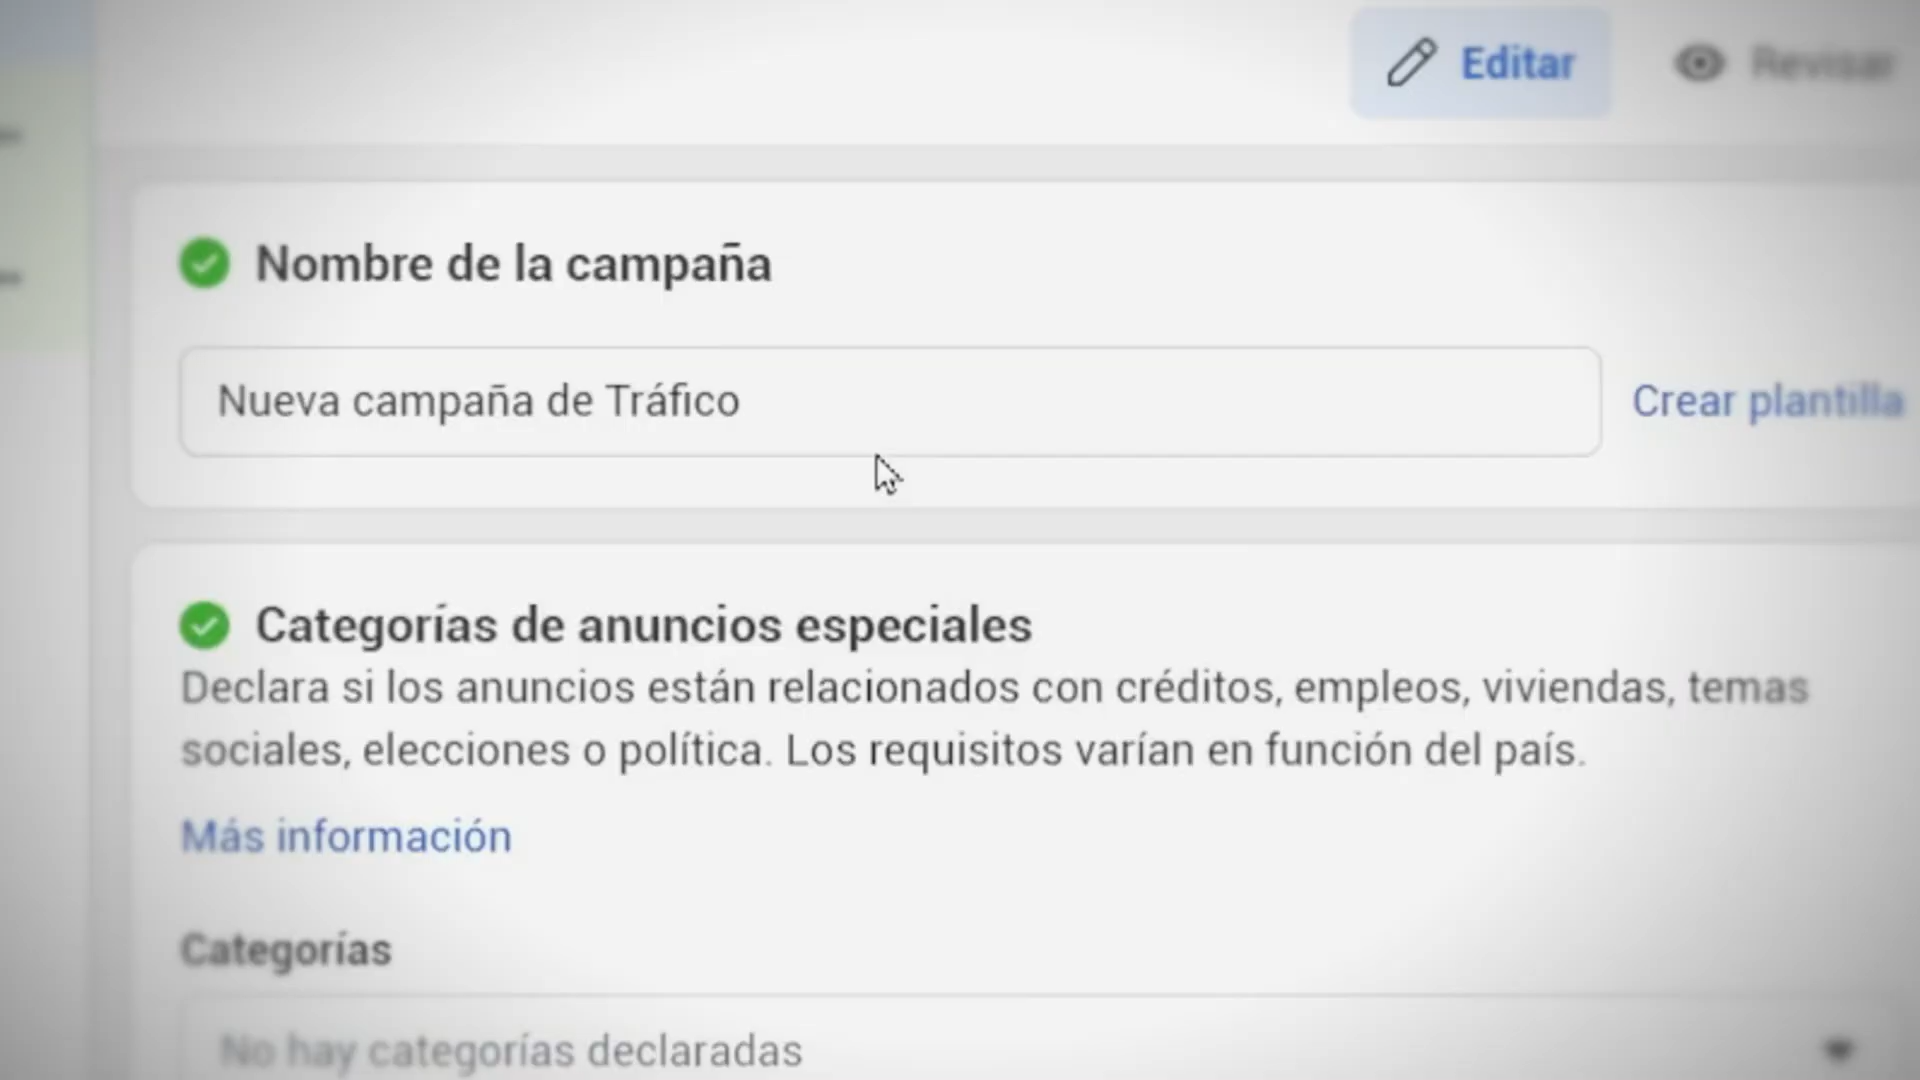 Editar
Revisar
Nombre de la campaña
Nueva campaña de Tráfico
Crear plantilla
Categorías de anuncios especiales
Declara si los anuncios están relacionados con créditos, empleos, viviendas, temas
sociales, elecciones o política. Los requisitos varían en función del país.
Más información
Categorías
No hay categorías declaradas